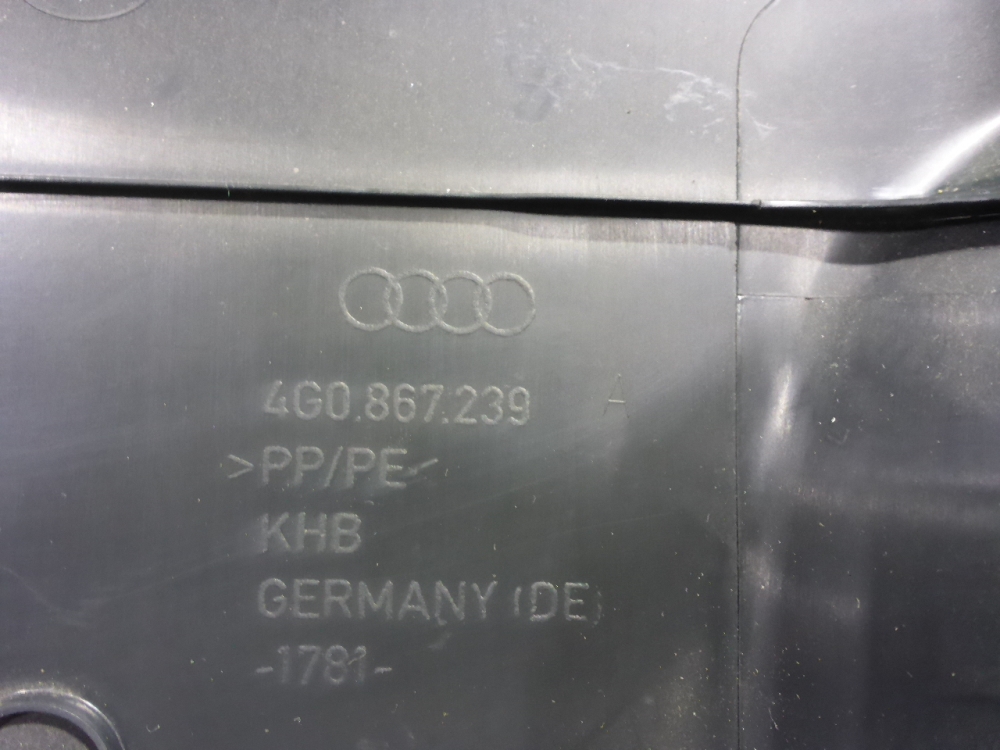 4G0.867.239 A
>PP/PE<
KHB
GERMANY (DE)
-1781-